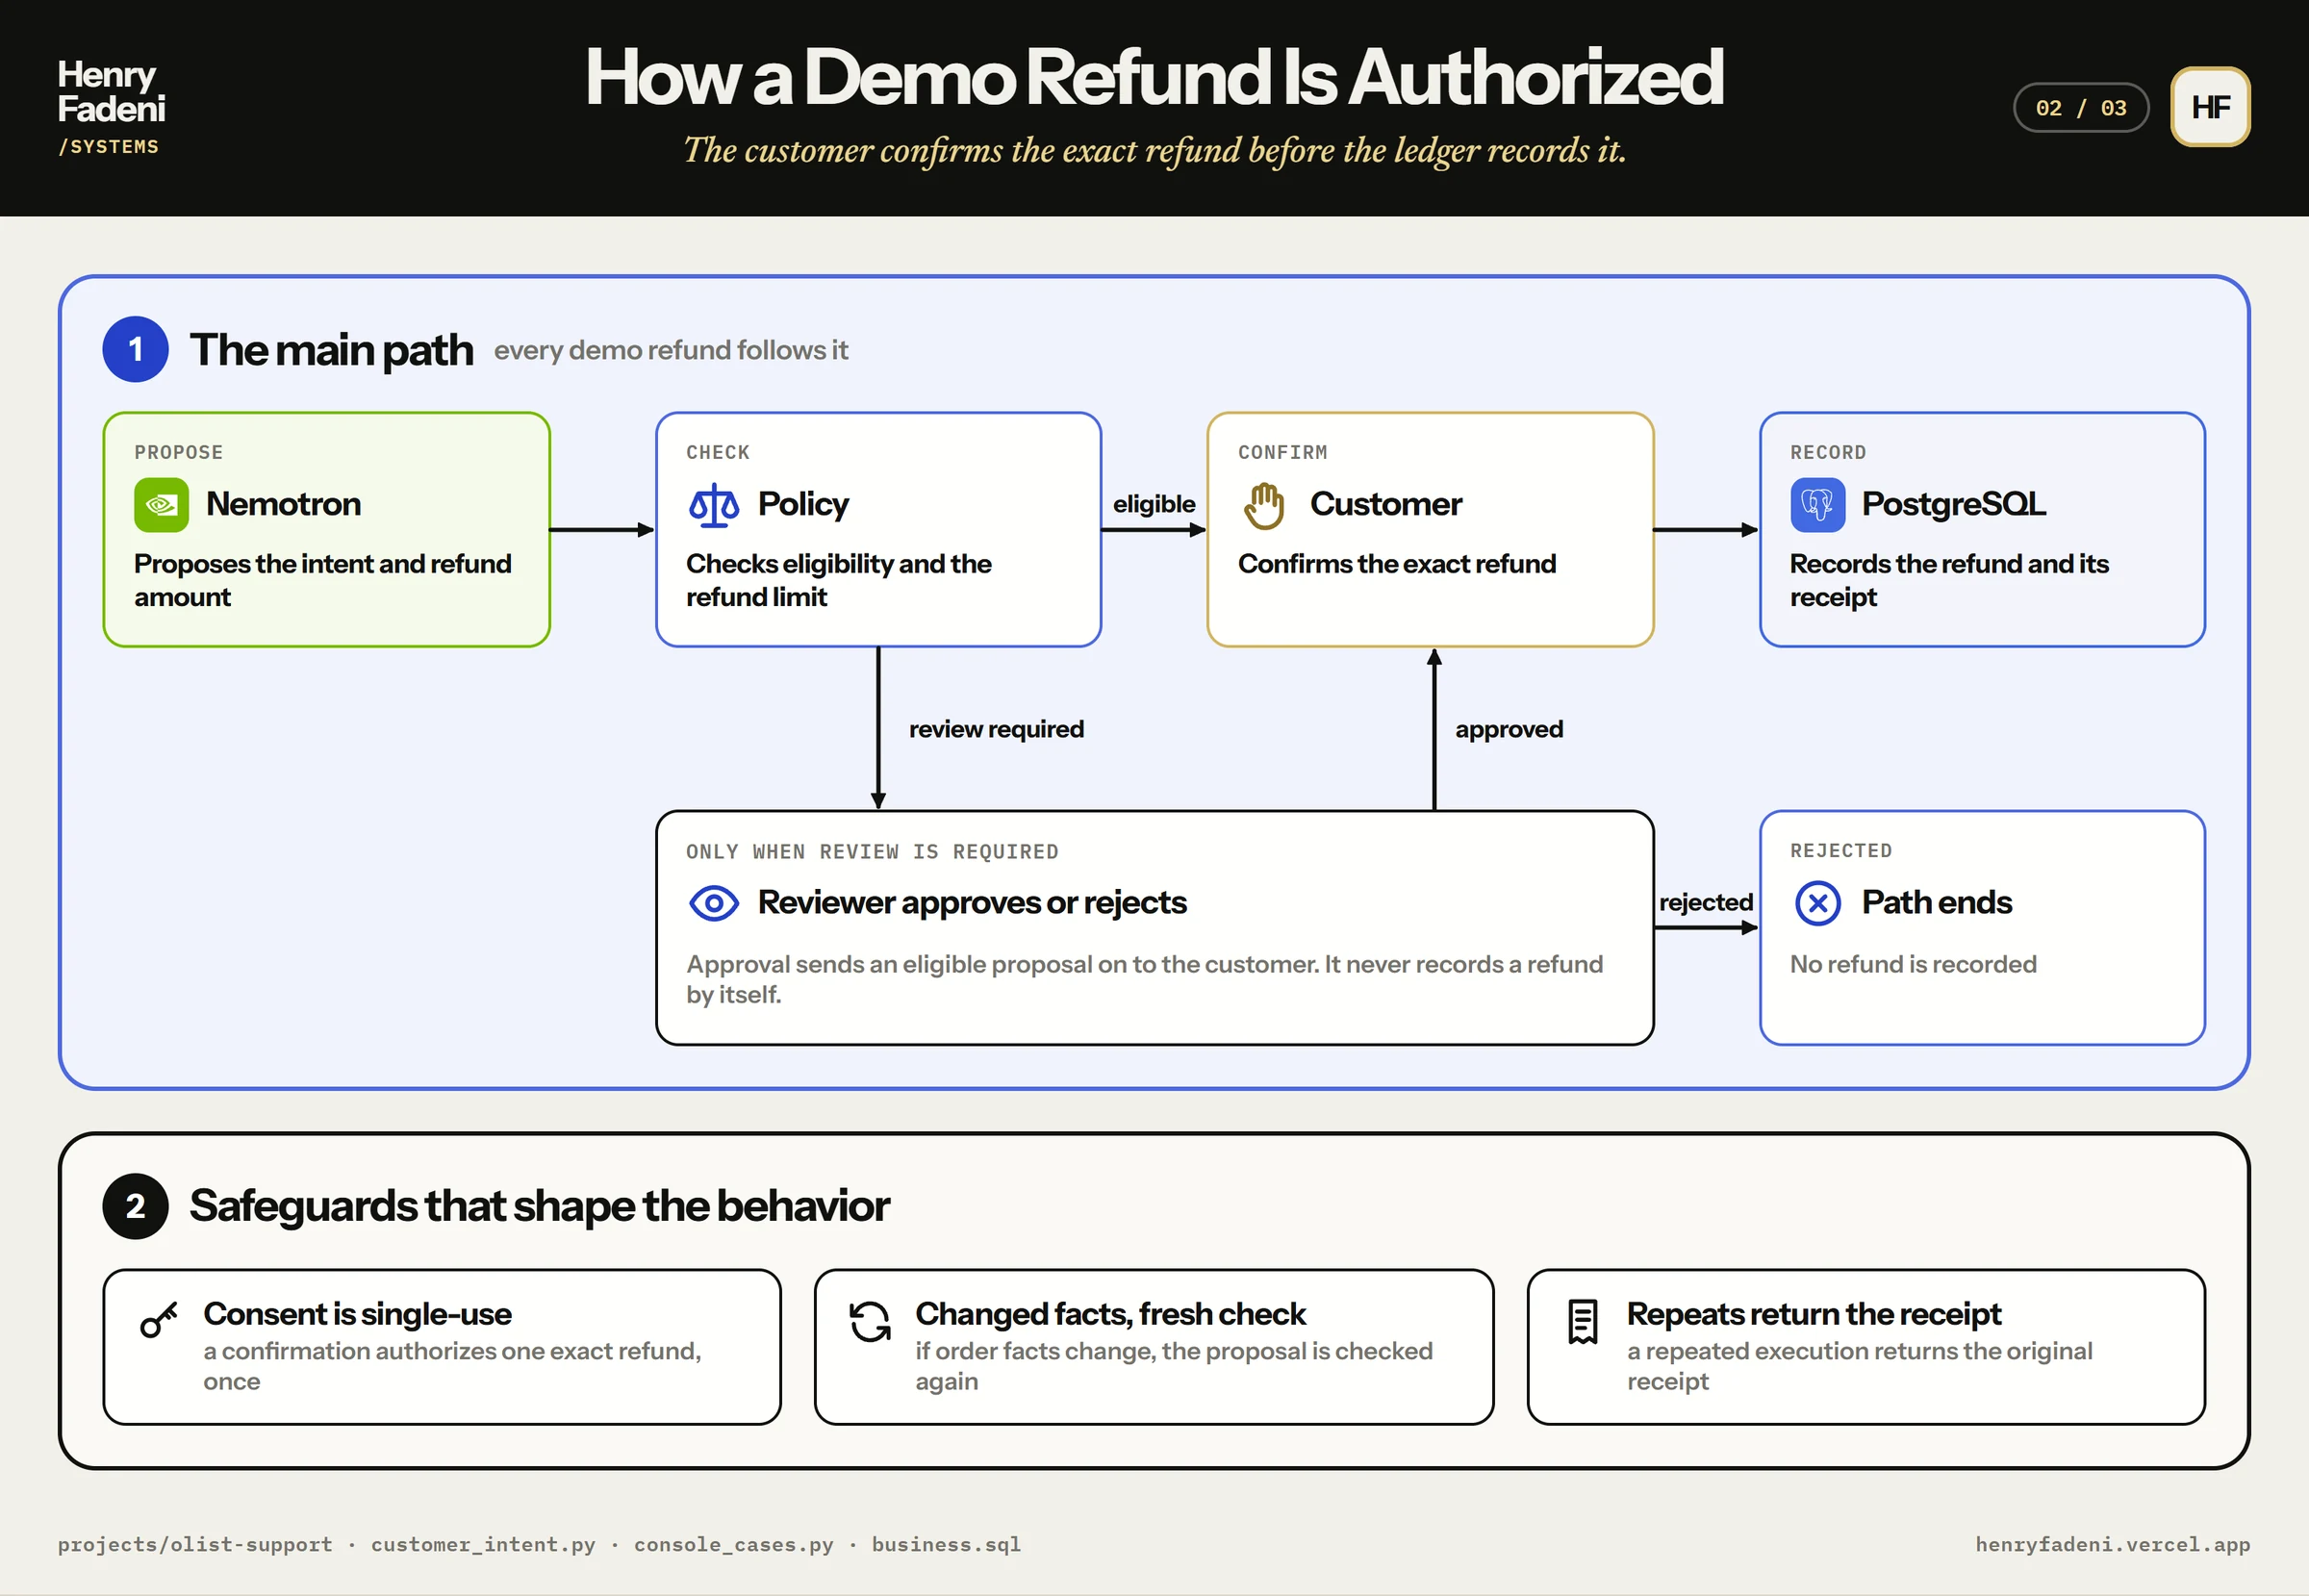 Henry
Fadeni
/SYSTEMS
How a Demo Refund Is Authorized
The customer confirms the exact refund before the ledger records it.
02 / 03
HF
1
The main path
every demo refund follows it
PROPOSE
Nemotron
Proposes the intent and refund
amount
CHECK
Policy
Checks eligibility and the
refund limit
eligible
CONFIRM
Customer
Confirms the exact refund
RECORD
PostgreSQL
Records the refund and its
receipt
review required
approved
ONLY WHEN REVIEW IS REQUIRED
Reviewer approves or rejects
Approval sends an eligible proposal on to the customer. It never records a refund
by itself.
rejected
REJECTED
Path ends
No refund is recorded
2
Safeguards that shape the behavior
Consent is single-use
a confirmation authorizes one exact refund,
once
Changed facts, fresh check
if order facts change, the proposal is checked
again
Repeats return the receipt
a repeated execution returns the original
receipt
projects/olist-support · customer_intent.py · console_cases.py · business.sql
henryfadeni.vercel.app